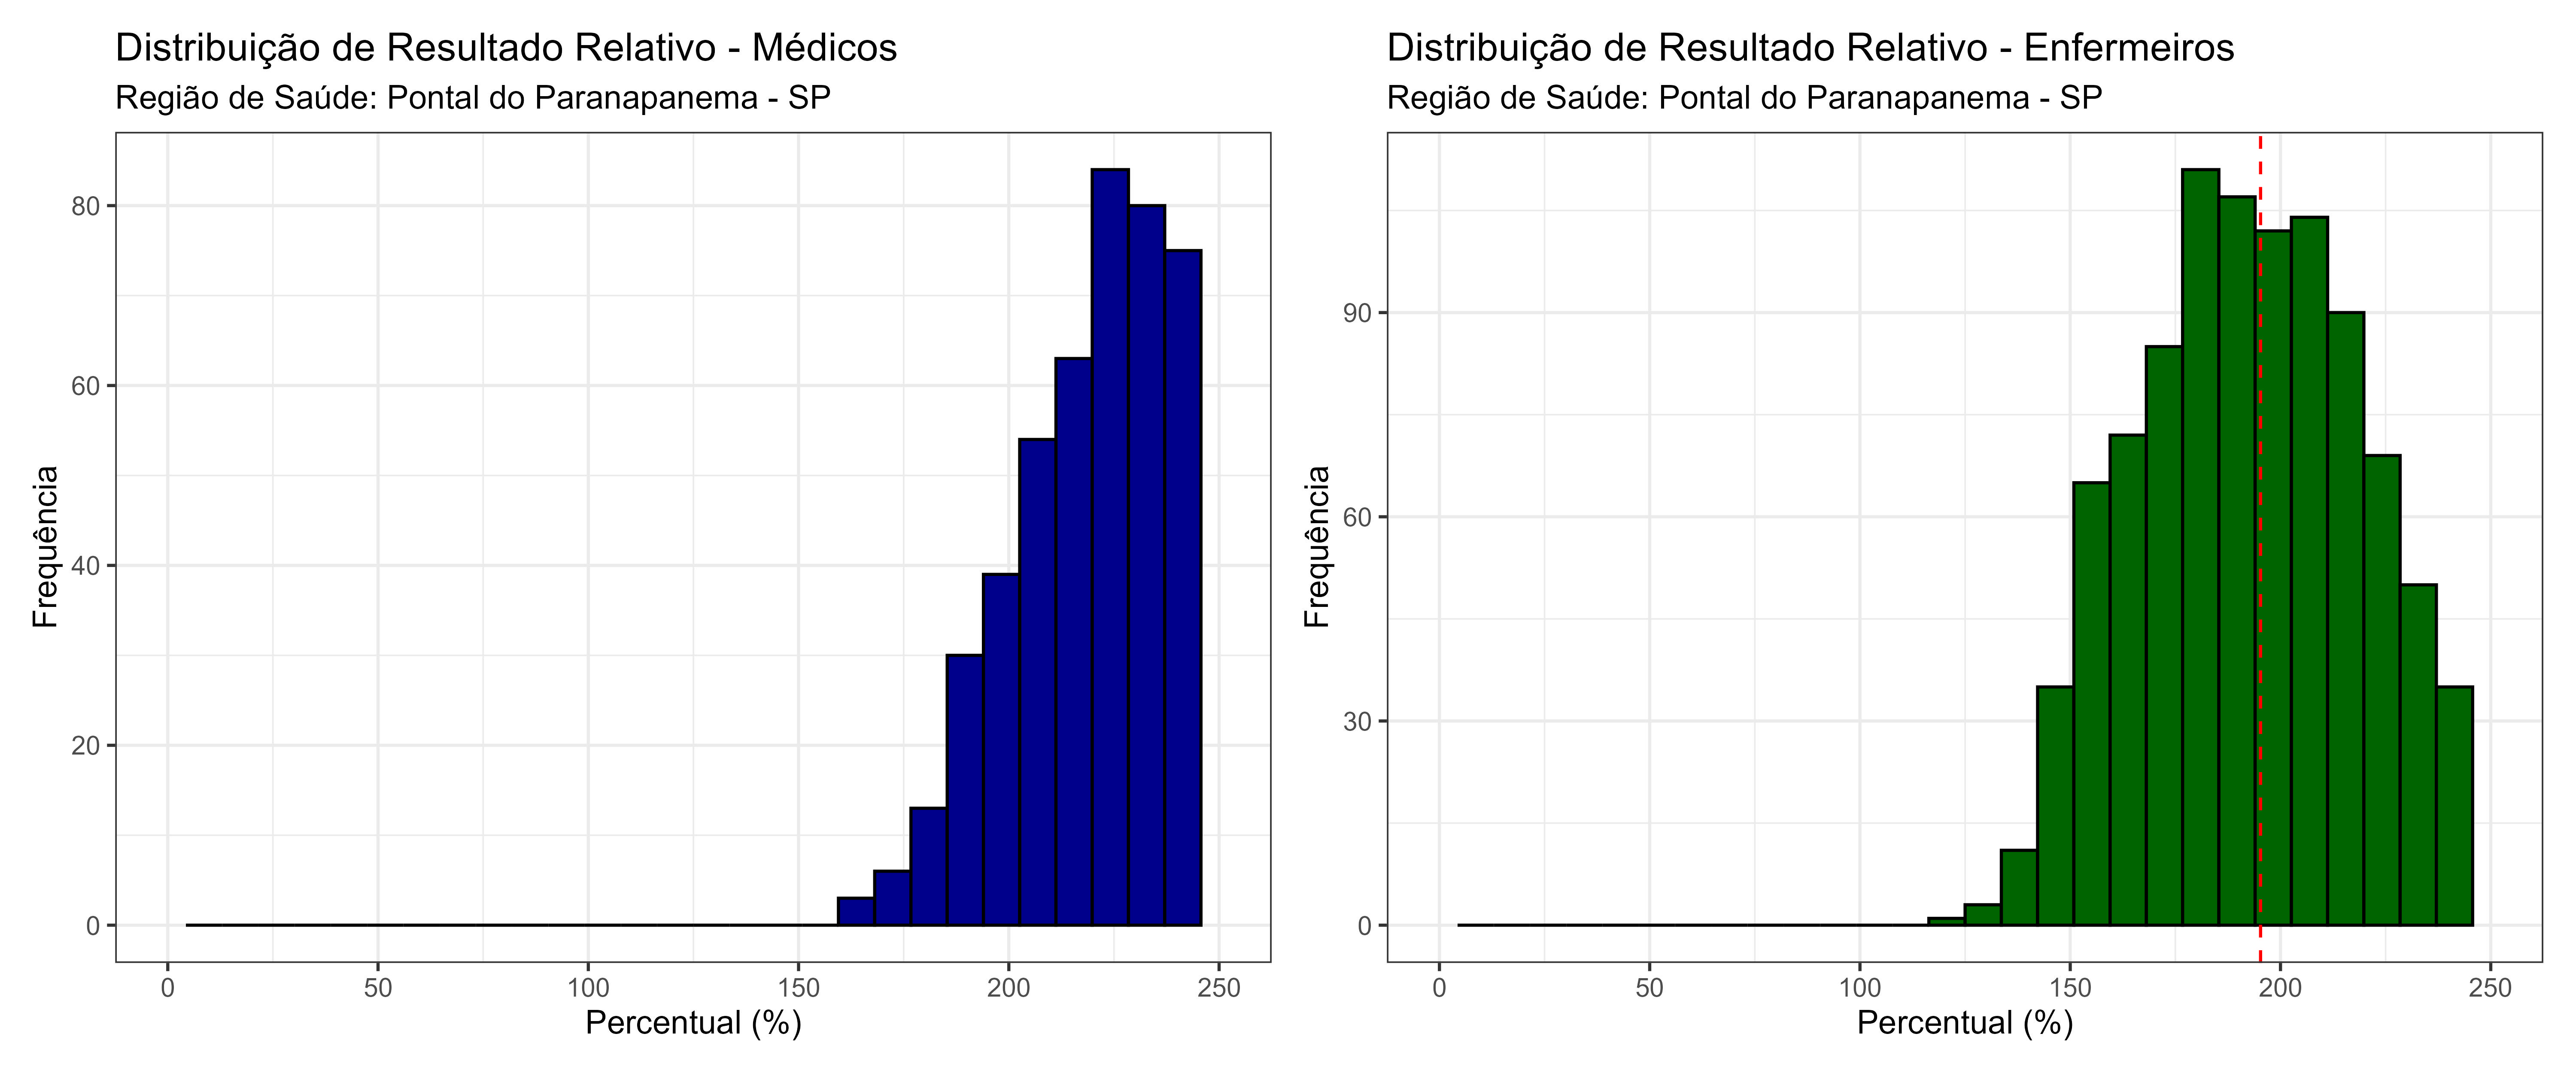 Distribuição de Resultado Relativo - Médicos
Região de Saúde: Pontal do Paranapanema - SP
Frequência
80
60
40
20
0
0 50 100 150 200 250
Percentual (%)
Distribuição de Resultado Relativo - Enfermeiros
Região de Saúde: Pontal do Paranapanema - SP
Frequência
90
60
30
0
0 50 100 150 200 250
Percentual (%)